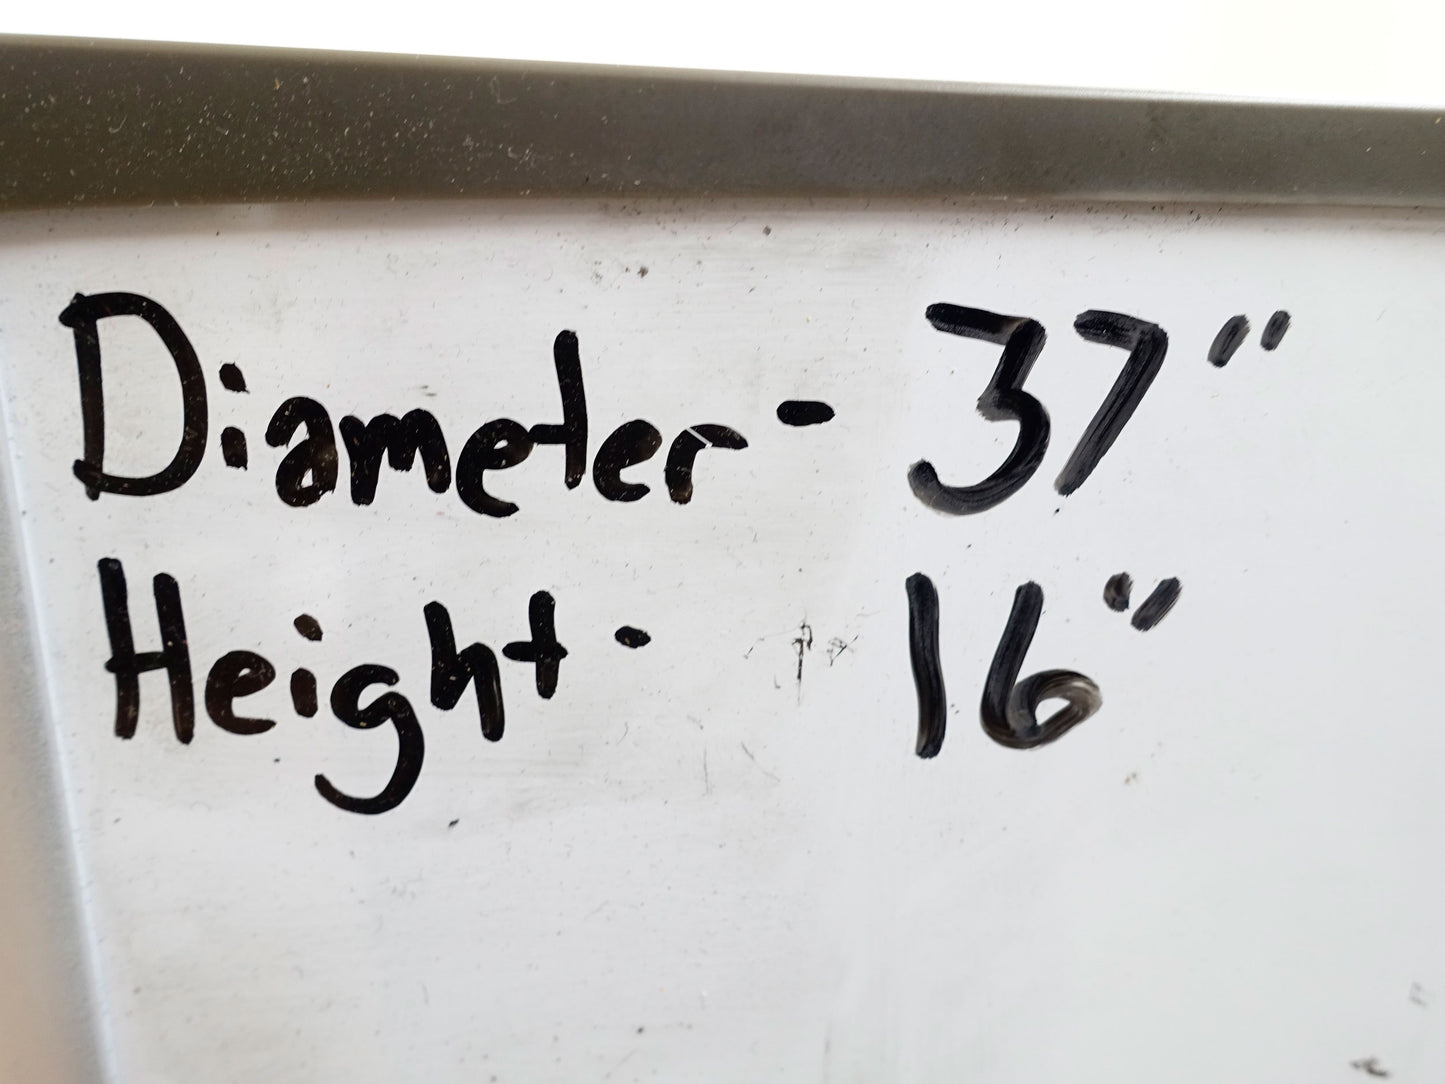 Diameter - 37"
Height - 16"